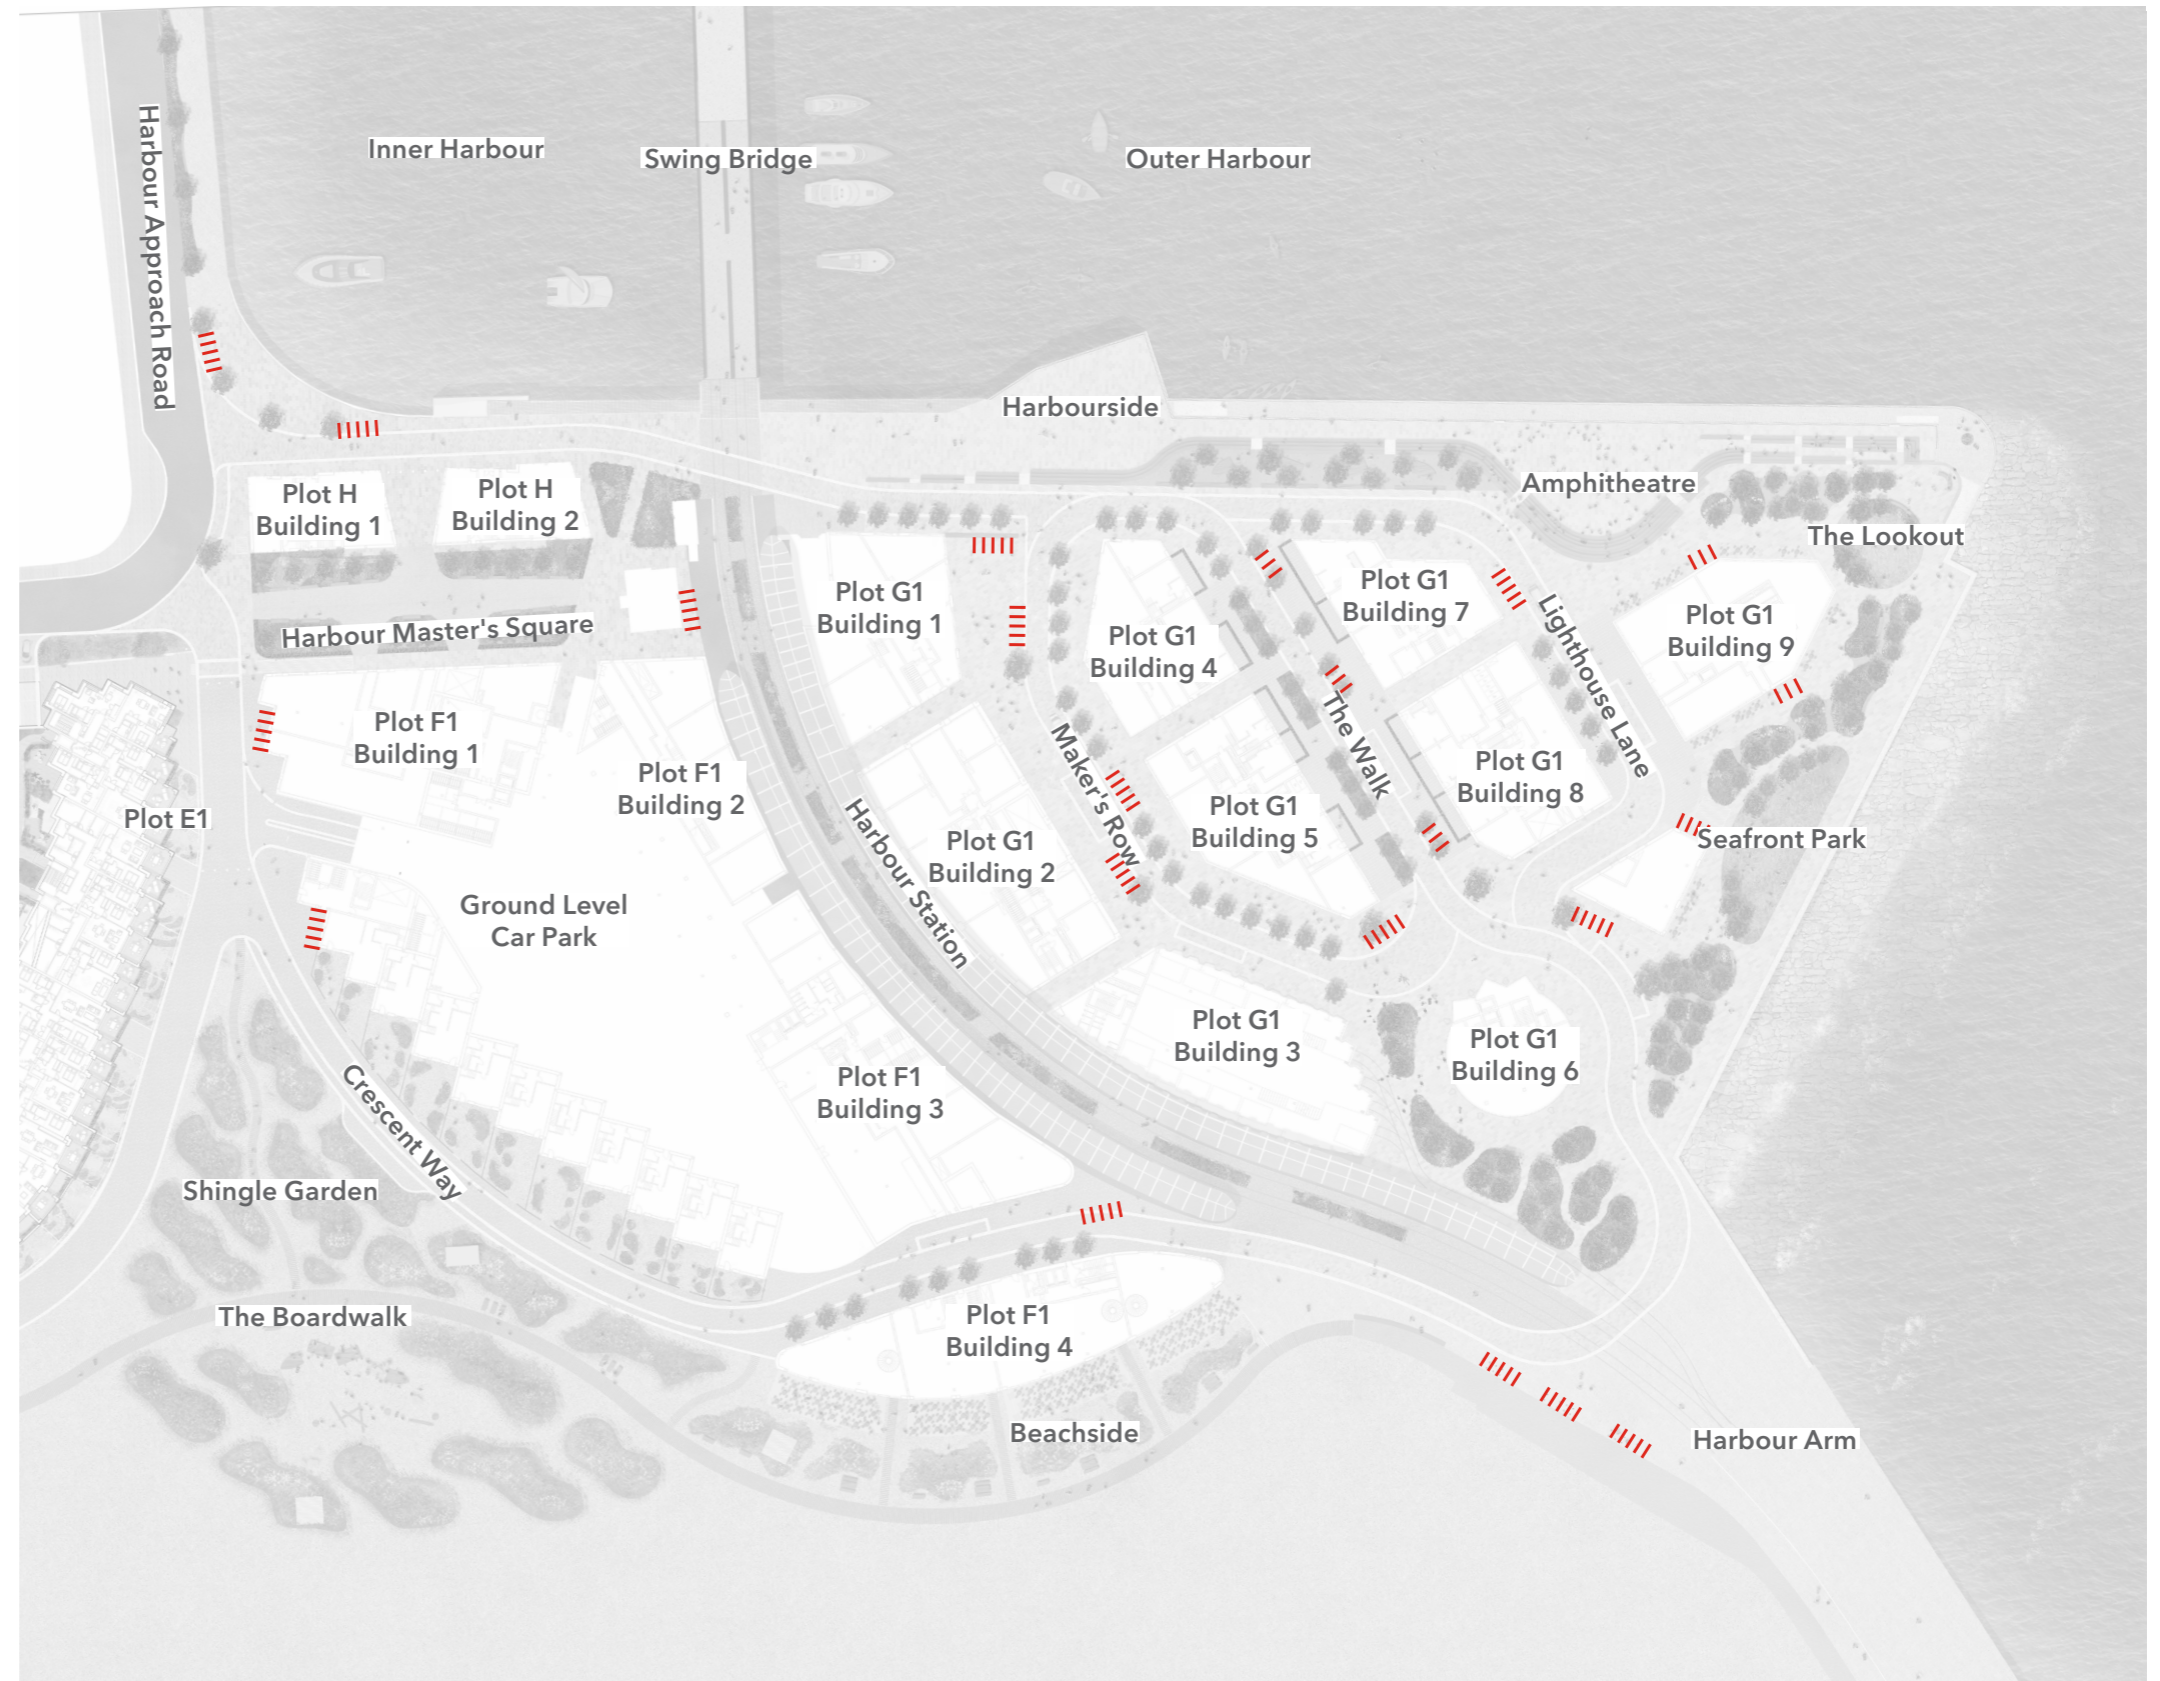 Harbour Approach Road
Inner Harbour
Swing Bridge
Outer Harbour
Harbourside
Amphitheatre
The Lookout
Plot H
Building 1
Plot H
Building 2
Harbour Master's Square
Plot G1
Building 1
Plot G1
Building 4
Plot G1
Building 7
Lighthouse Lane
Plot G1
Building 9
Plot F1
Building 1
Plot F1
Building 2
Maker's Row
The Walk
Plot G1
Building 8
Plot E1
Harbour Station
Plot G1
Building 2
Plot G1
Building 5
Seafront Park
Ground Level
Car Park
Plot G1
Building 3
Plot G1
Building 6
Plot F1
Building 3
Crescent Way
Shingle Garden
The Boardwalk
Plot F1
Building 4
Beachside
Harbour Arm